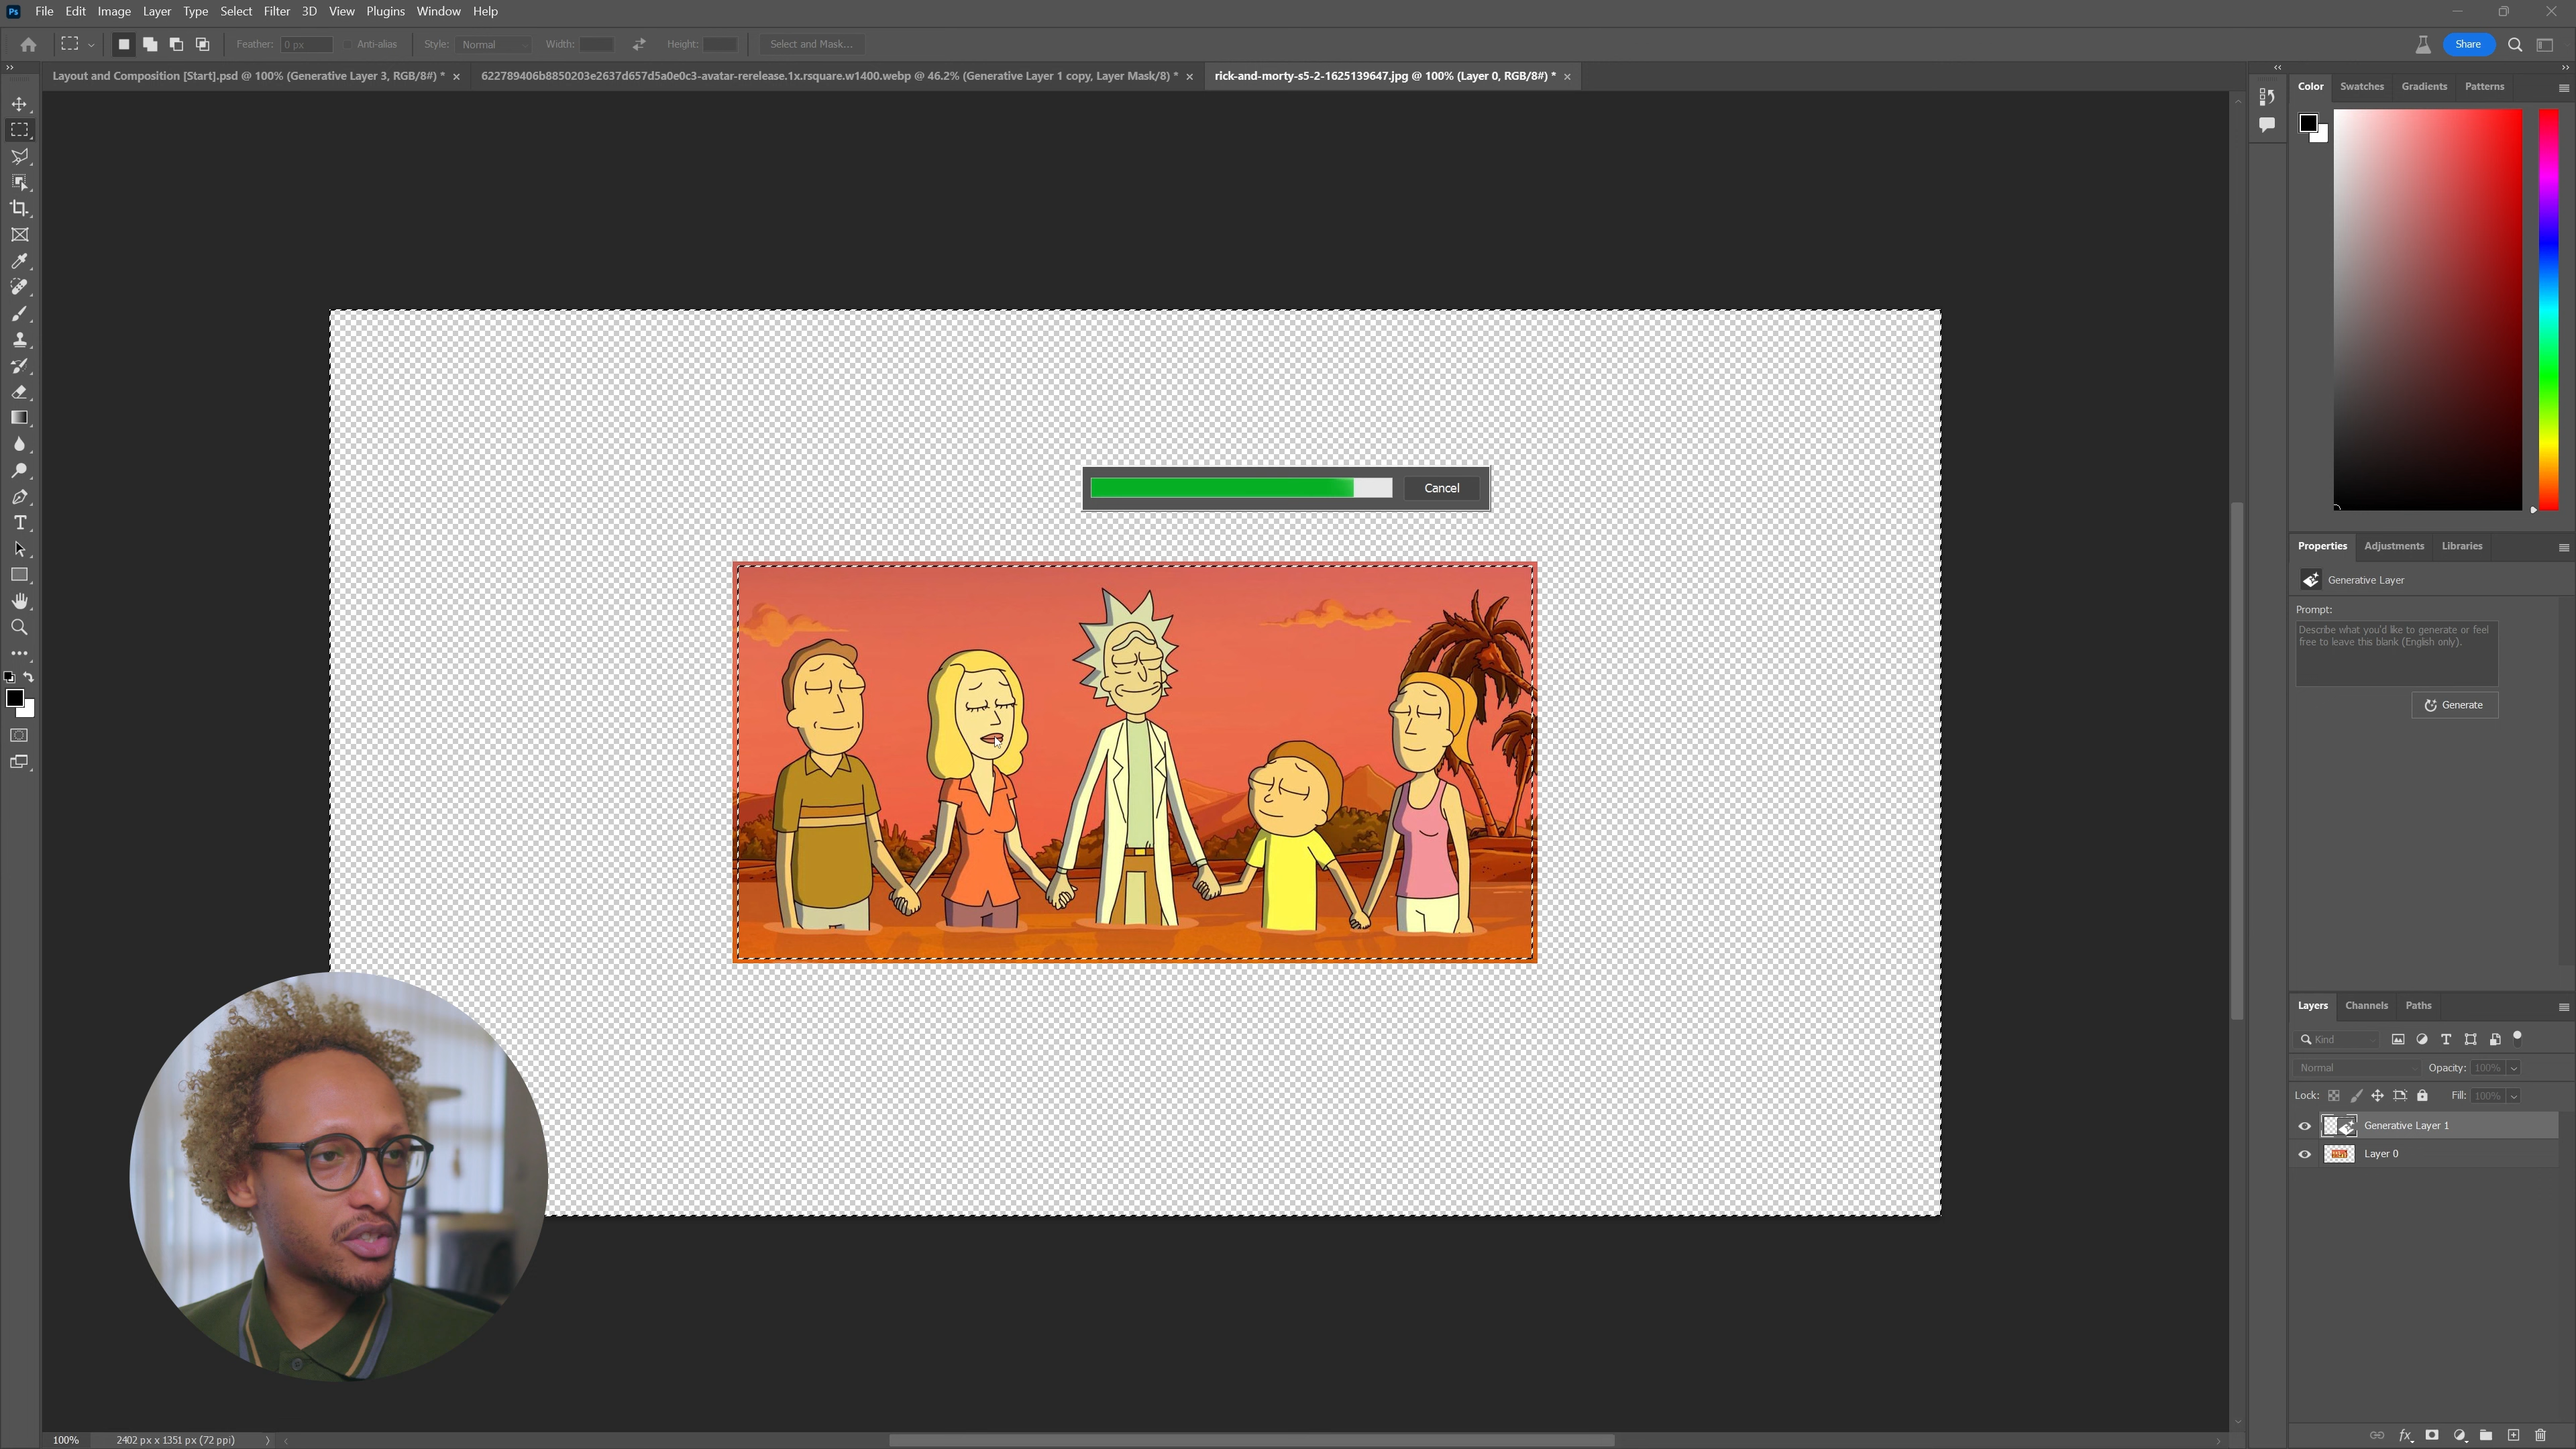 Ps File Edit Image Layer Type Select Filter 3D View Plugins Window Help
Feather: 0 px Anti-alias Style: Normal Width: Height: Select and Mask... Share
Layout and Composition [Start].psd @ 100% (Generative Layer 3, RGB/8#) * × 622789406b8850203e2637d657d5a0e0c3-avatar-rerelease.1x.rsquare.w1400.webp @ 46.2% (Generative Layer 1 copy, Layer Mask/8) * × rick-and-morty-s5-2-1625139647.jpg @ 100% (Layer 0, RGB/8#) * ×
Color Swatches Gradients Patterns
Cancel
Properties Adjustments Libraries
Generative Layer
Prompt:
Describe what you'd like to generate or feel
free to leave this blank (English only).
Generate
Layers Channels Paths
Kind
Normal Opacity: 100%
Lock: Fill: 100%
Generative Layer 1
Layer 0
100% 2402 px x 1351 px (72 ppi)
fx